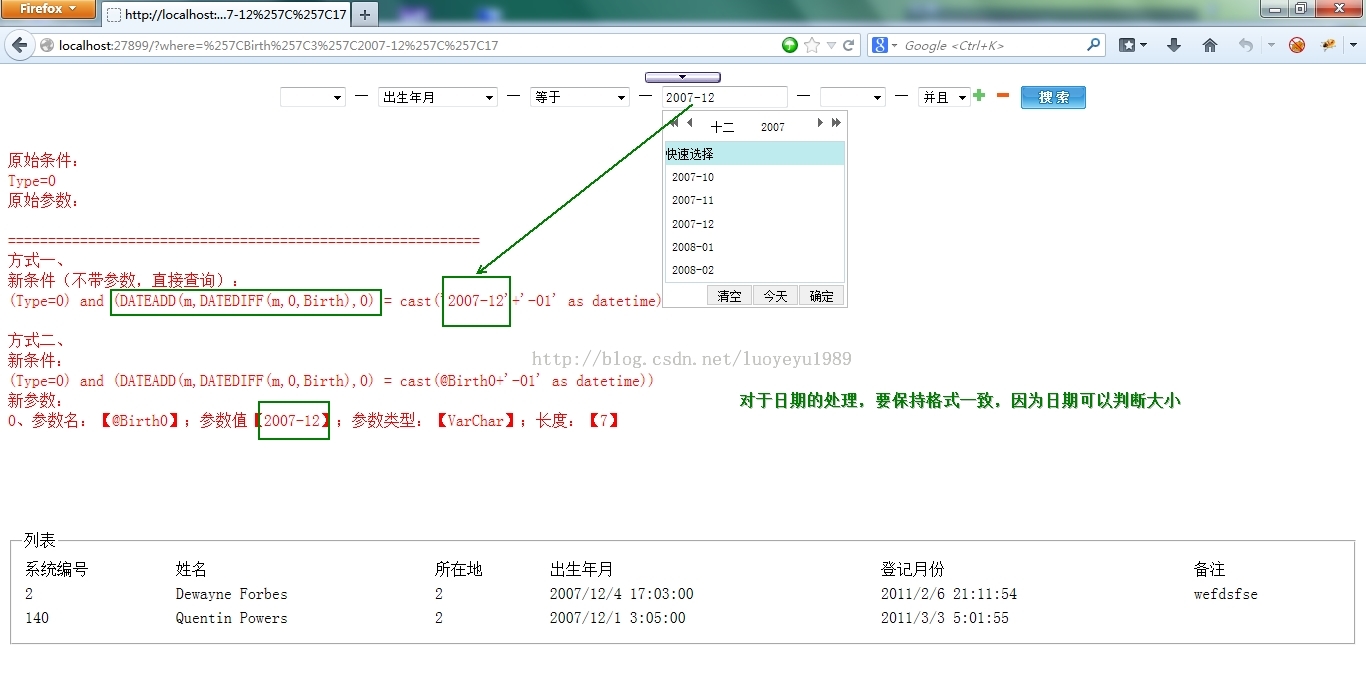 Firefox
http://localhost:...7-12%257C%257C17
localhost:27899/?where=%257CBirth%257C3%257C2007-12%257C%257C17
Google <Ctrl+K>
— 出生年月 — 等于 — 2007-12 — — 并且 搜索
十二 2007
快速选择
2007-10
2007-11
2007-12
2008-01
2008-02
清空 今天 确定
原始条件:
Type=0
原始参数:
===========================================================
方式一、
新条件（不带参数，直接查询）:
(Type=0) and (DATEADD(m,DATEDIFF(m,0,Birth),0) = cast('2007-12'+'-01' as datetime)
方式二、
新条件:
(Type=0) and (DATEADD(m,DATEDIFF(m,0,Birth),0) = cast(@Birth0+'-01' as datetime))
新参数:
0、参数名:【@Birth0】; 参数值【2007-12】; 参数类型:【VarChar】; 长度:【7】
http://blog.csdn.net/luoyeyu1989
对于日期的处理，要保持格式一致，因为日期可以判断大小
列表
系统编号 姓名 所在地 出生年月 登记月份 备注
2 Dewayne Forbes 2 2007/12/4 17:03:00 2011/2/6 21:11:54 wefdsfse
140 Quentin Powers 2 2007/12/1 3:05:00 2011/3/3 5:01:55